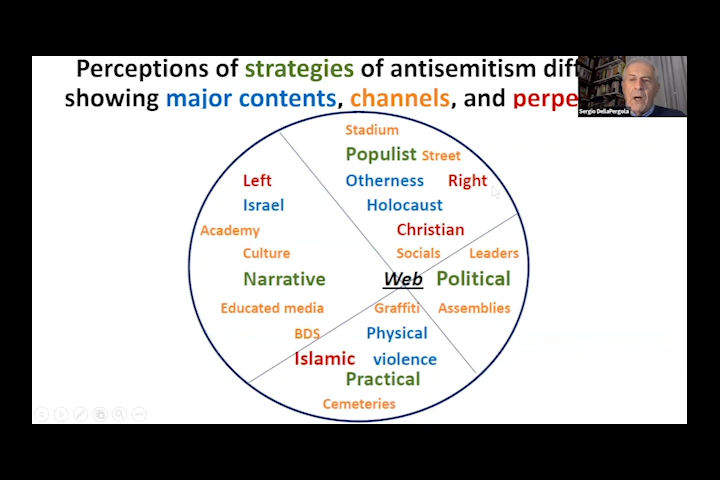 Perceptions of strategies of antisemitism diff
showing major contents, channels, and perpe
Sergio DellaPergola
Stadium
Populist Street
Left Otherness Right
Israel Holocaust
Academy Christian
Culture Socials Leaders
Narrative Web Political
Educated media Graffiti Assemblies
BDS Physical
Islamic violence
Practical
Cemeteries